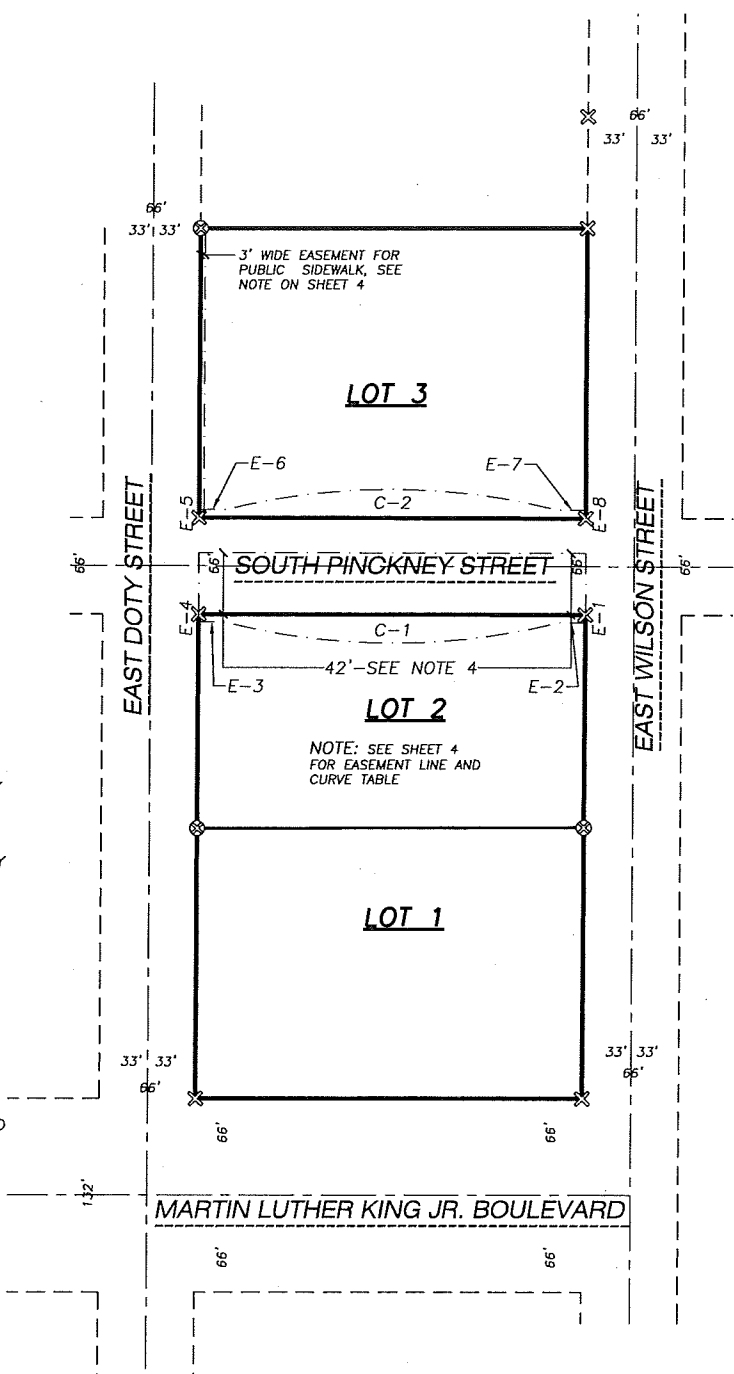 66'
33' 33'
66'
33' 33'
3' WIDE EASEMENT FOR
PUBLIC SIDEWALK, SEE
NOTE ON SHEET 4
LOT 3
E-6
E-7
C-2
E-5
E-8
EAST DOTY STREET
EAST WILSON STREET
66'
66'
SOUTH PINCKNEY STREET
66'
66'
E-4
E-1
C-1
42'-SEE NOTE 4
E-3
E-2
LOT 2
NOTE: SEE SHEET 4
FOR EASEMENT LINE AND
CURVE TABLE
LOT 1
33' 33'
66'
33' 33'
66'
66'
66'
132'
MARTIN LUTHER KING JR. BOULEVARD
66'
66'